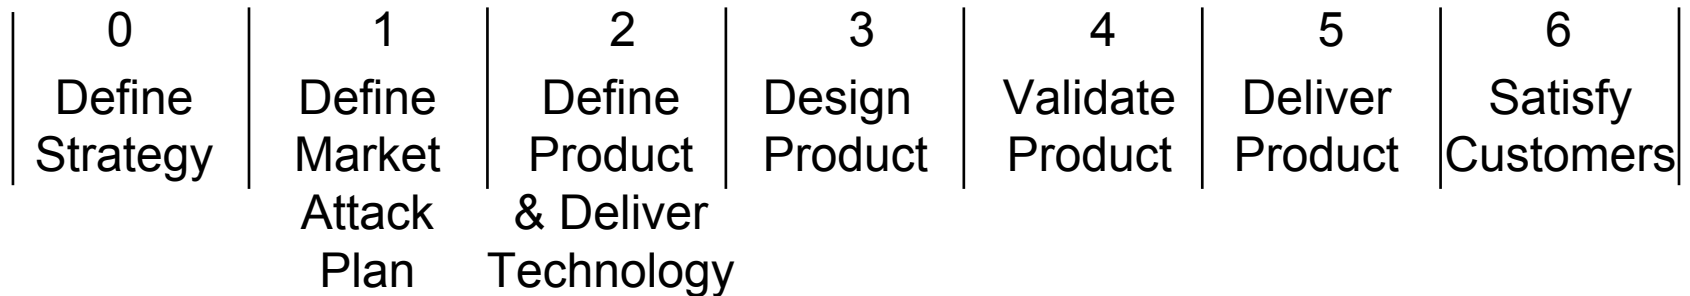 0 1 2 3 4 5 6
Define Define Define Design Validate Deliver Satisfy
Strategy Market Product Product Product Product Customers
Attack & Deliver
Plan Technology